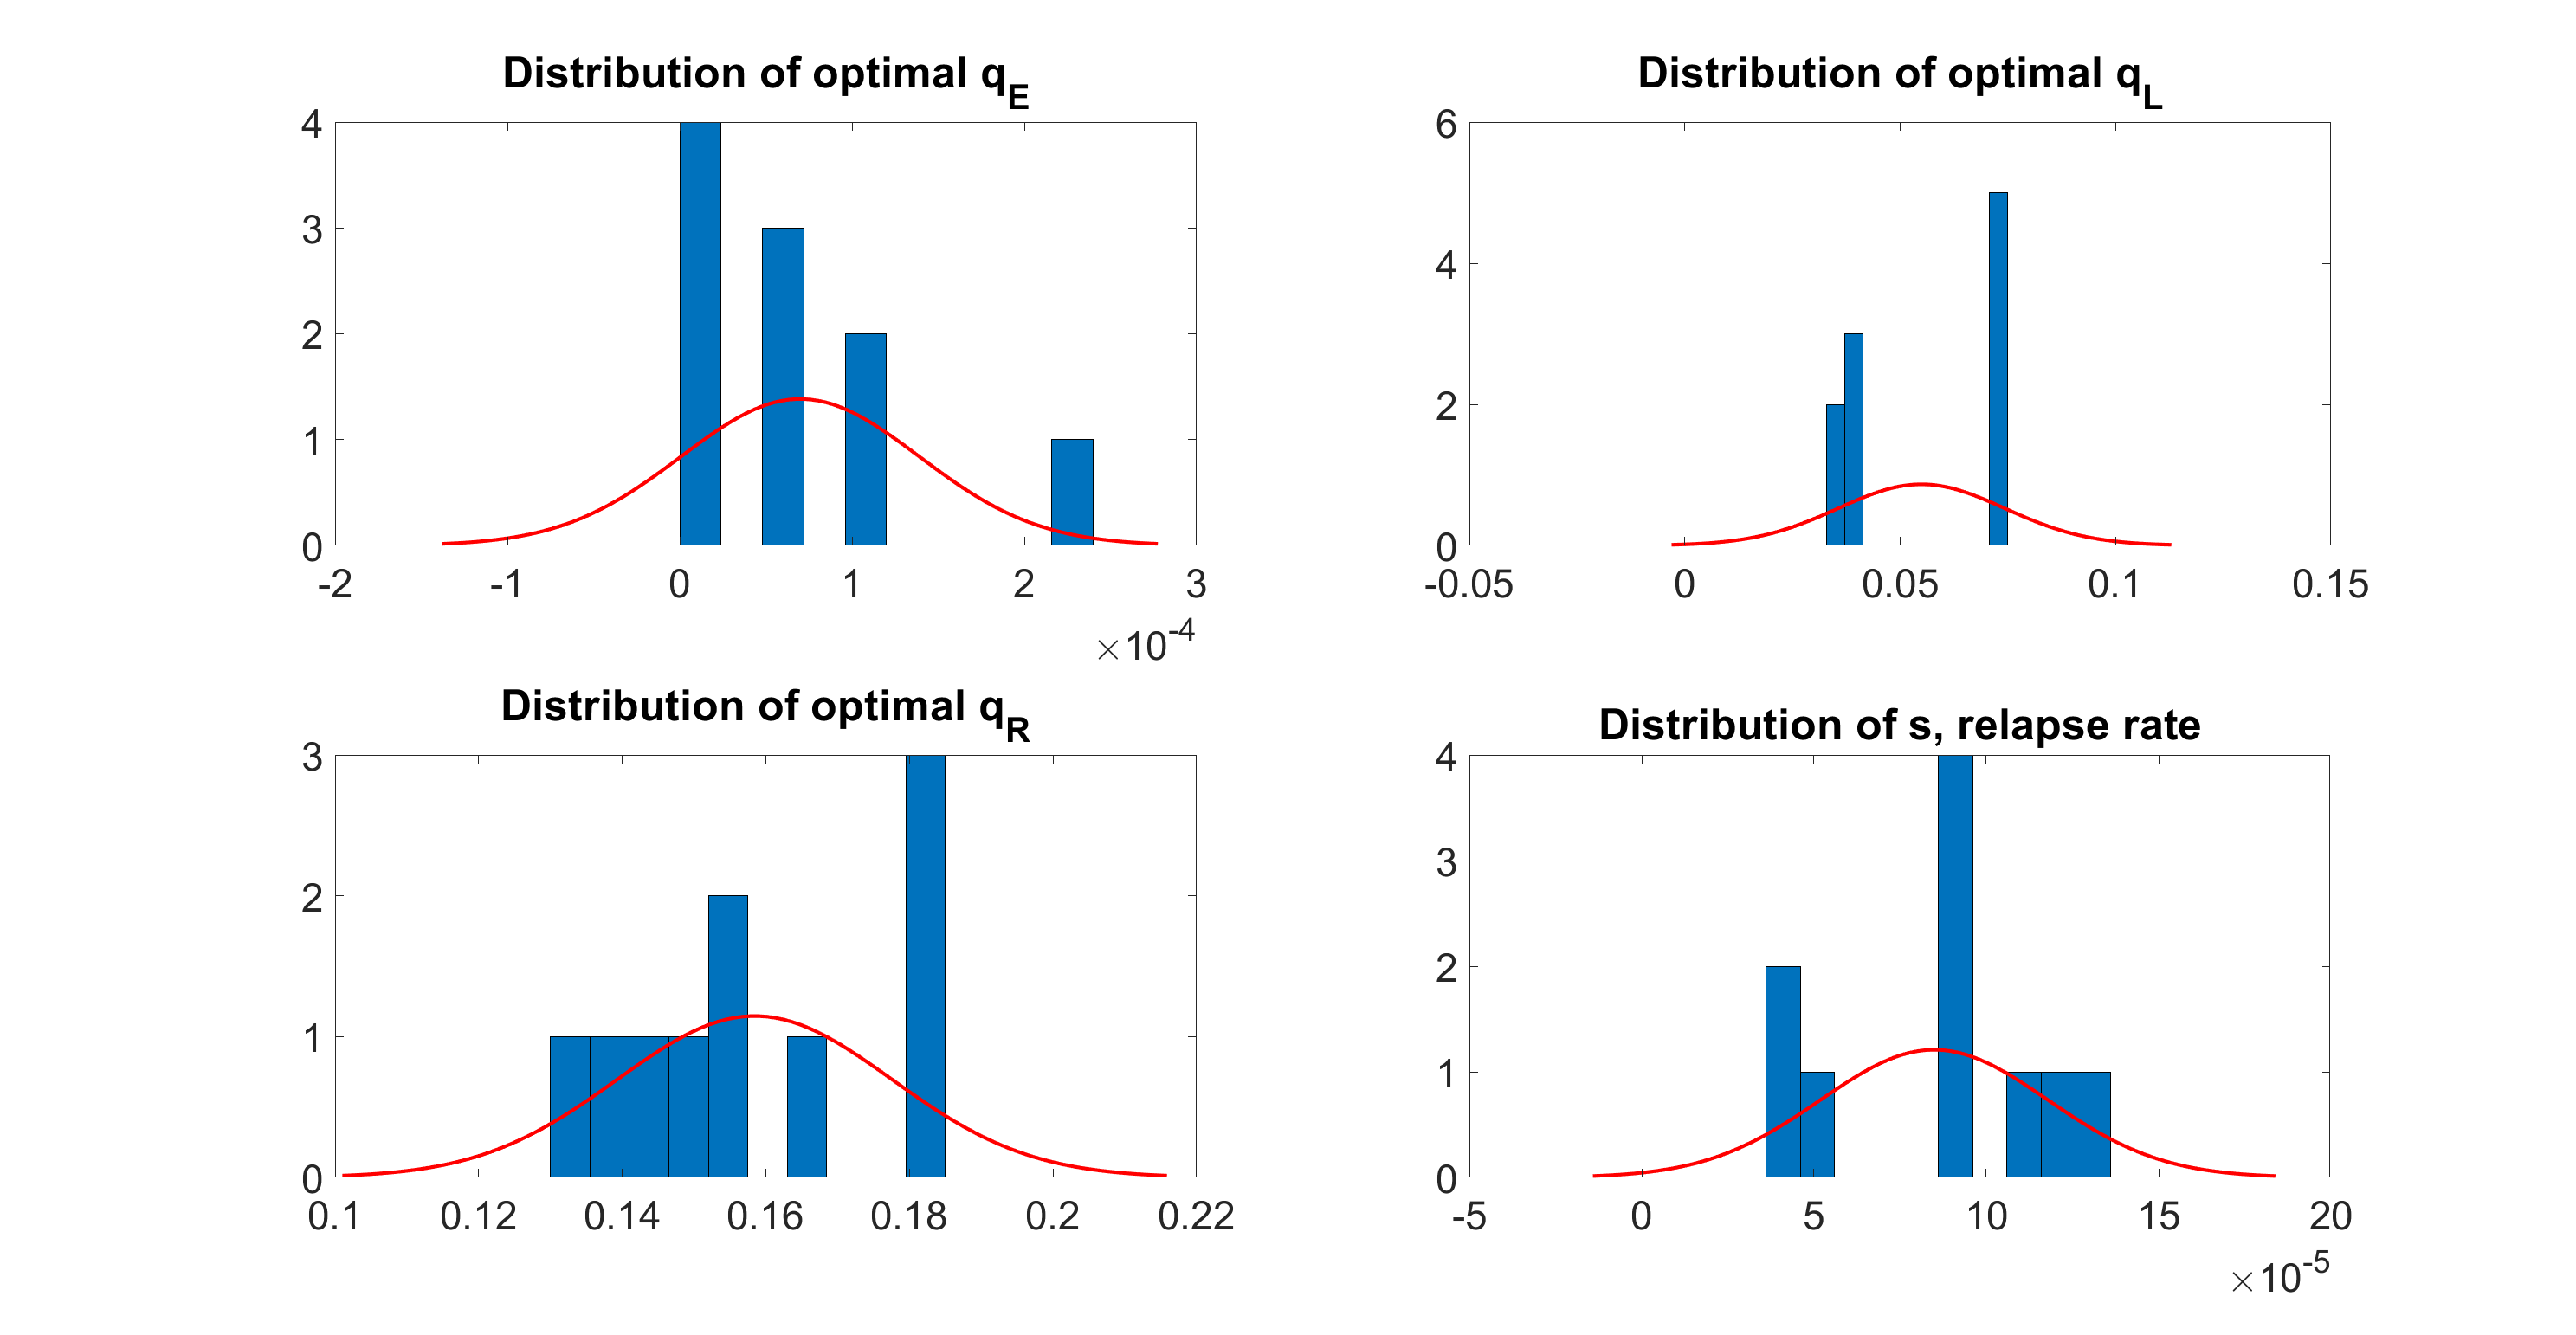 Distribution of optimal q_E
4
3
2
1
0
-2 -1 0 1 2 3
×10^-4
Distribution of optimal q_L
6
4
2
0
-0.05 0 0.05 0.1 0.15
Distribution of optimal q_R
3
2
1
0
0.1 0.12 0.14 0.16 0.18 0.2 0.22
Distribution of s, relapse rate
4
3
2
1
0
-5 0 5 10 15 20
×10^-5